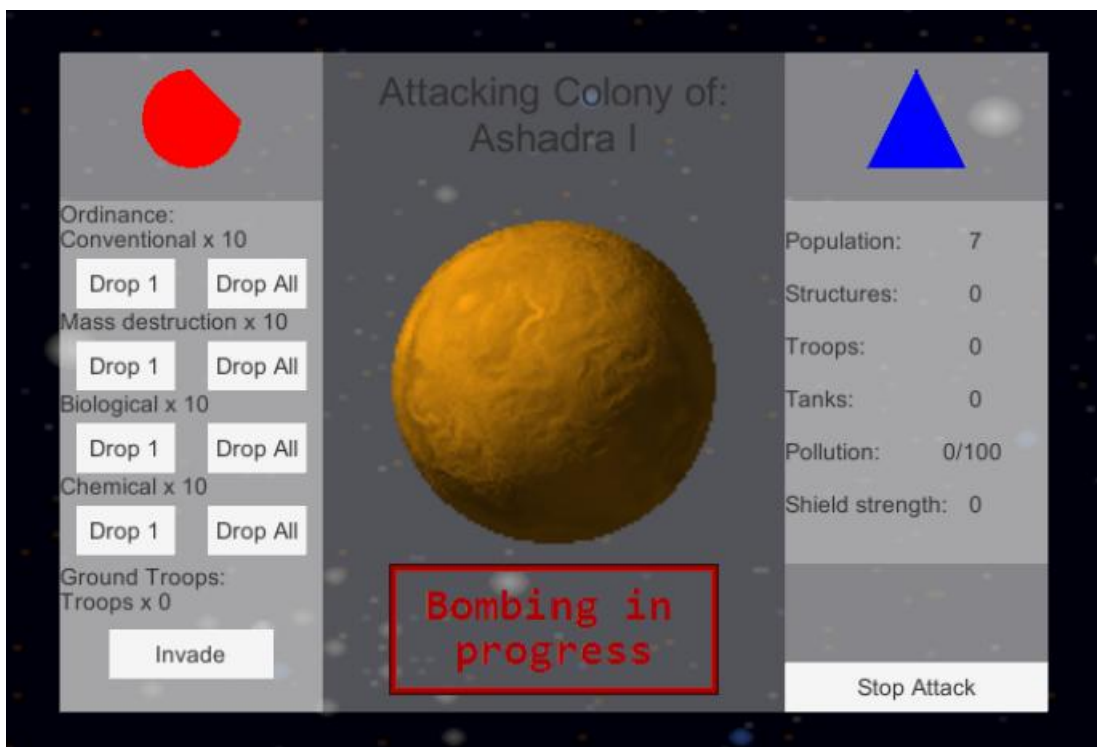 Attacking Colony of:
Ashadra I
Ordinance:
Conventional x 10
Drop 1 Drop All
Mass destruction x 10
Drop 1 Drop All
Biological x 10
Drop 1 Drop All
Chemical x 10
Drop 1 Drop All
Ground Troops:
Troops x 0
Invade
Bombing in
progress
Population: 7
Structures: 0
Troops: 0
Tanks: 0
Pollution: 0/100
Shield strength: 0
Stop Attack